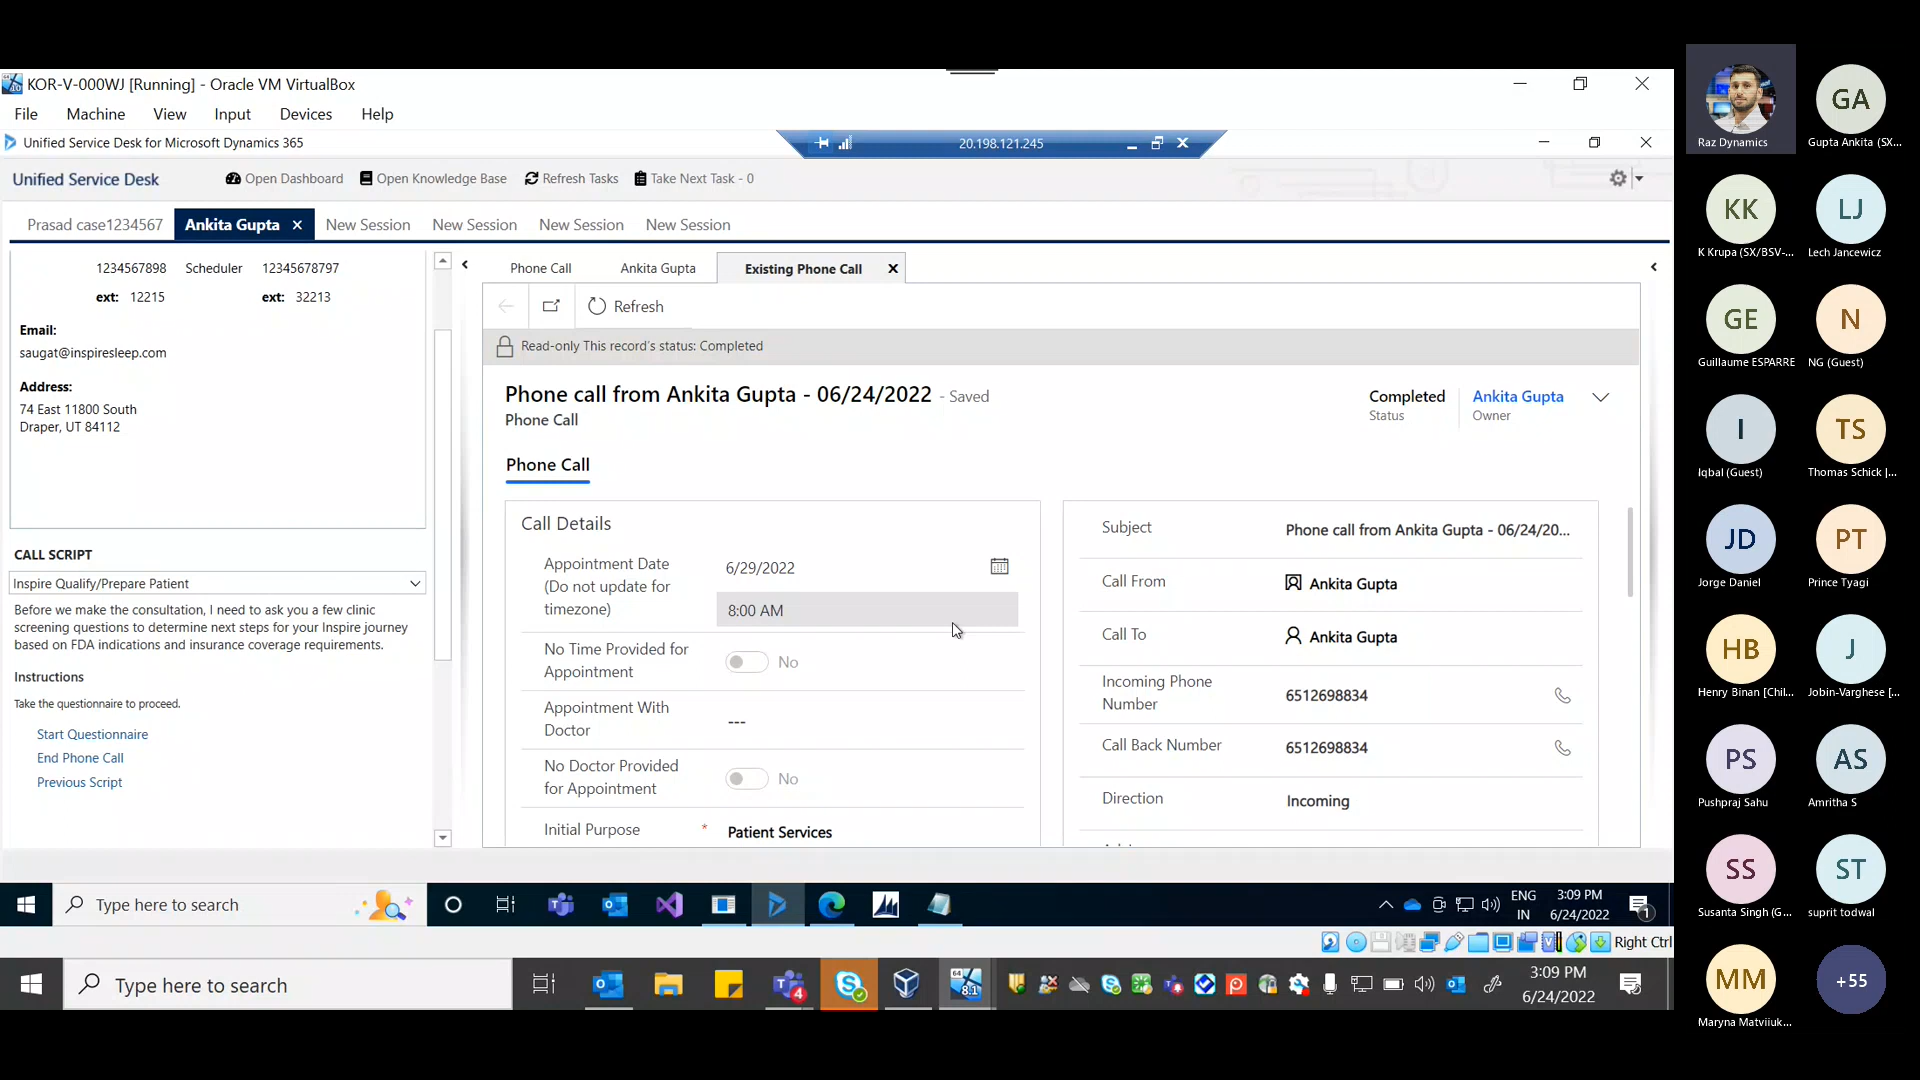 KOR-V-000WJ [Running] - Oracle VM VirtualBox
File Machine View Input Devices Help
Unified Service Desk for Microsoft Dynamics 365
20.198.121.245
Unified Service Desk
Open Dashboard
Open Knowledge Base
Refresh Tasks
Take Next Task - 0
Prasad case1234567
Ankita Gupta
New Session
New Session
New Session
New Session
1234567898 Scheduler 12345678797
ext: 12215 ext: 32213
Email:
saugat@inspiresleep.com
Address:
74 East 11800 South
Draper, UT 84112
CALL SCRIPT
Inspire Qualify/Prepare Patient
Before we make the consultation, I need to ask you a few clinic
screening questions to determine next steps for your Inspire journey
based on FDA indications and insurance coverage requirements.
Instructions
Take the questionnaire to proceed.
Start Questionnaire
End Phone Call
Previous Script
Phone Call
Ankita Gupta
Existing Phone Call
Refresh
Read-only This record's status: Completed
Phone call from Ankita Gupta - 06/24/2022 - Saved
Phone Call
Completed
Status
Ankita Gupta
Owner
Phone Call
Call Details
Appointment Date
(Do not update for
timezone)
6/29/2022
8:00 AM
No Time Provided for
Appointment
No
Appointment With
Doctor
---
No Doctor Provided
for Appointment
No
Initial Purpose * Patient Services
Subject
Phone call from Ankita Gupta - 06/24/20...
Call From
Ankita Gupta
Call To
Ankita Gupta
Incoming Phone
Number
6512698834
Call Back Number
6512698834
Direction
Incoming
Type here to search
ENG
IN
3:09 PM
6/24/2022
1
Right Ctrl
Type here to search
4
64
8.1
3:09 PM
6/24/2022
Raz Dynamics
GA
Gupta Ankita (SX...
KK
K Krupa (SX/BSV-...
LJ
Lech Jancewicz
GE
Guillaume ESPARRE
N
NG (Guest)
I
Iqbal (Guest)
TS
Thomas Schick |...
JD
Jorge Daniel
PT
Prince Tyagi
HB
Henry Binan [Chil...
J
Jobin-Varghese [...
PS
Pushpraj Sahu
AS
Amritha S
SS
Susanta Singh (G...
ST
suprit todwal
MM
Maryna Matviiuk...
+55